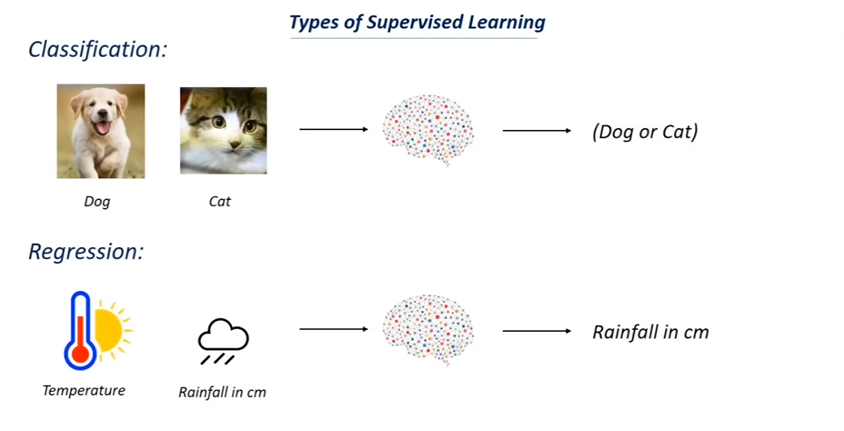 Types of Supervised Learning
Classification:
(Dog or Cat)
Dog
Cat
Regression:
Rainfall in cm
Temperature
Rainfall in cm